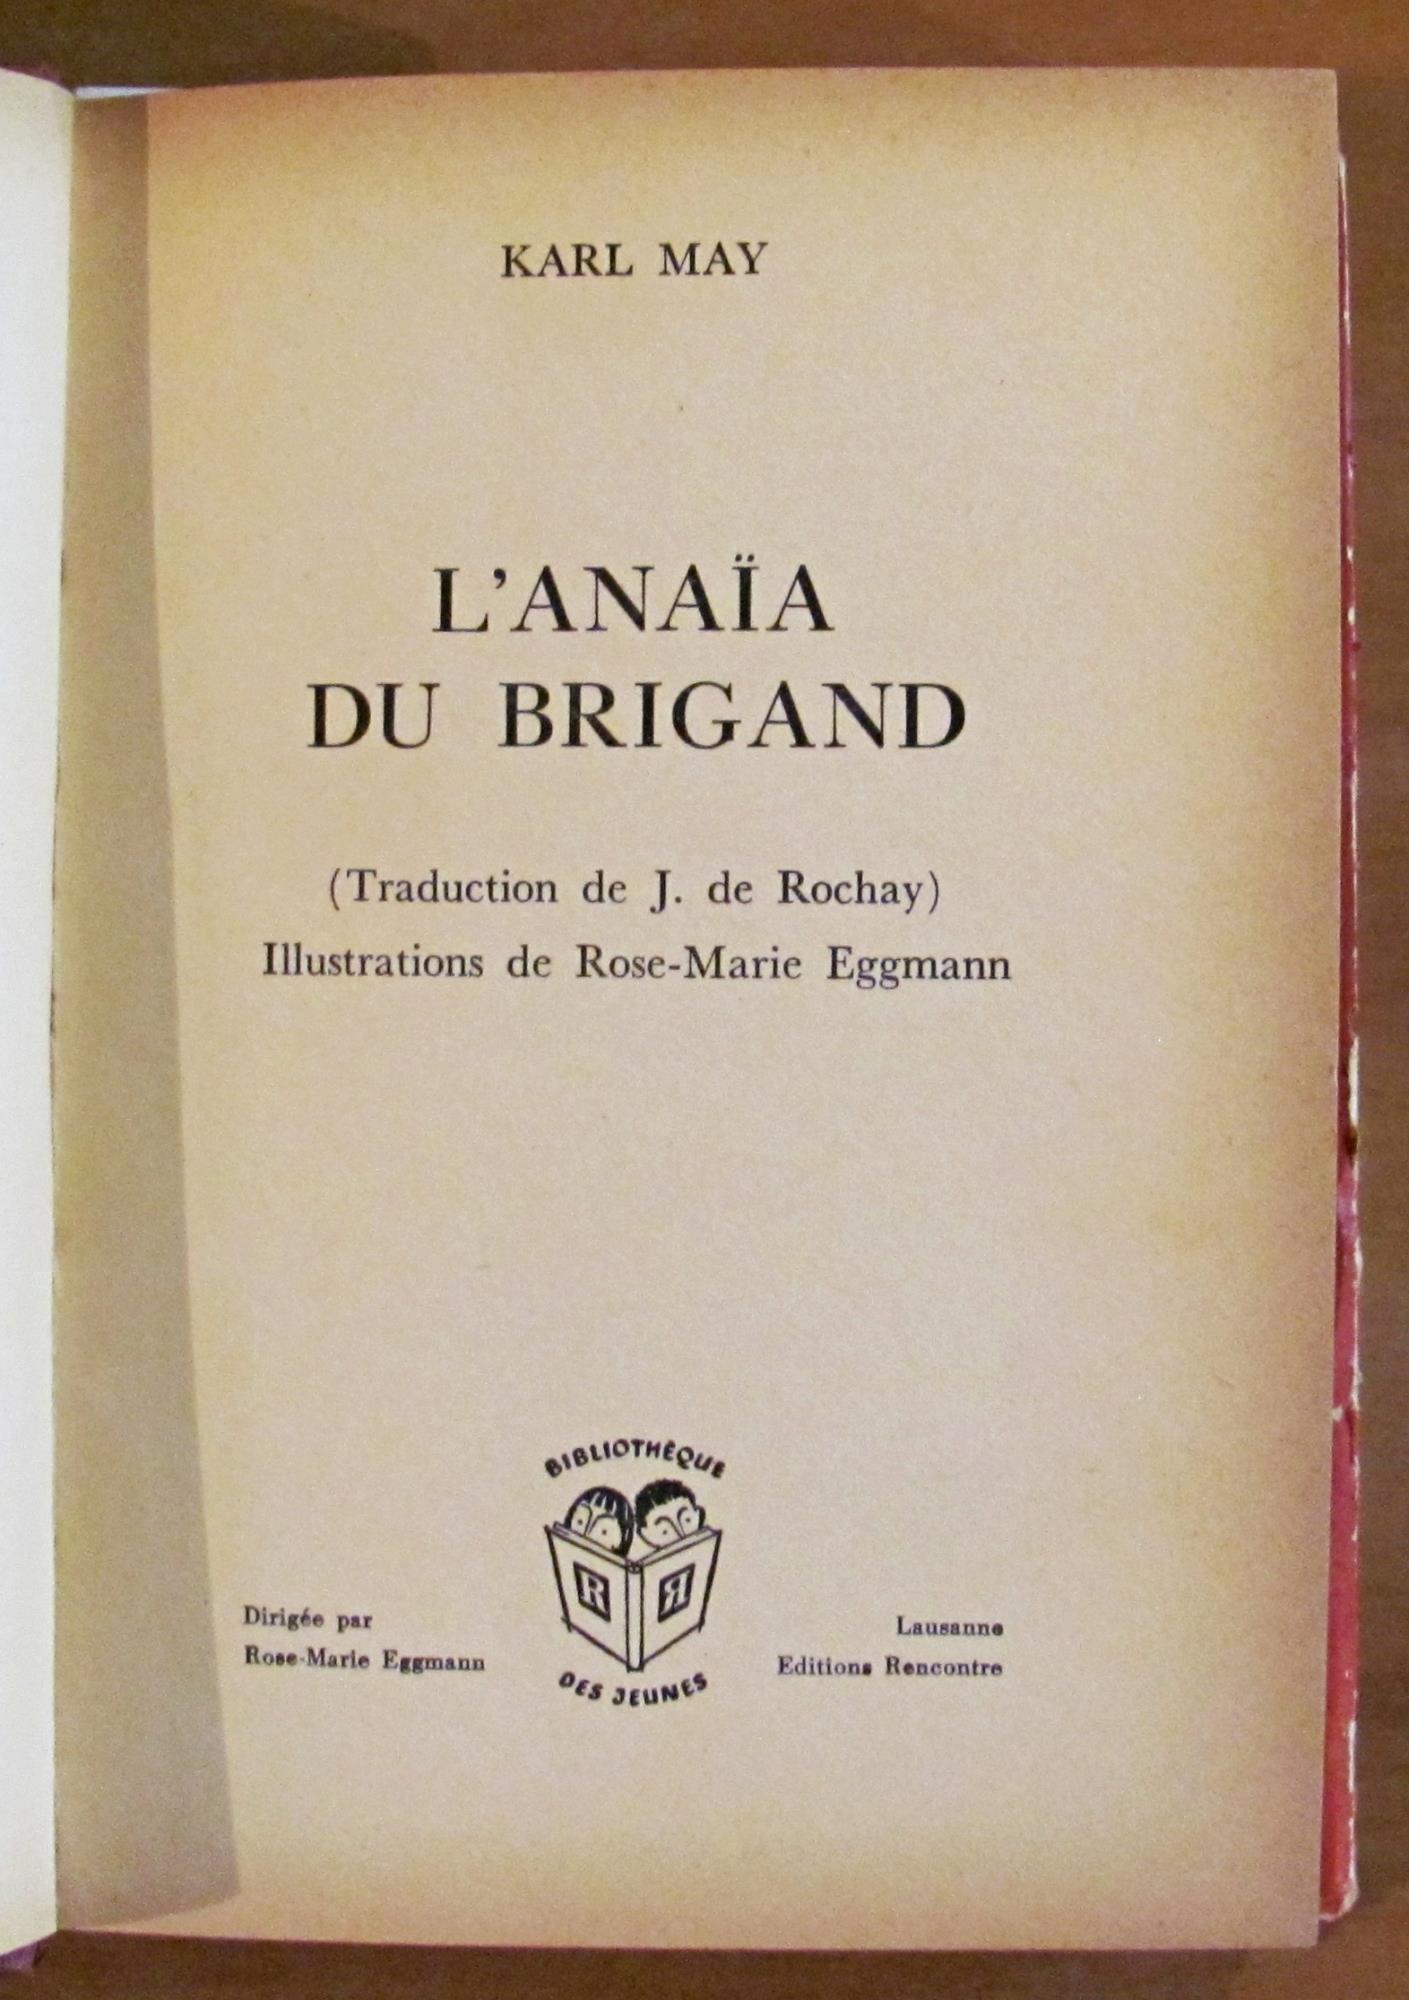 KARL MAY
L'ANAÏA
DU BRIGAND
(Traduction de J. de Rochay)
Illustrations de Rose-Marie Eggmann
BIBLIOTHÈQUE
R R
DES JEUNES
Dirigée par
Rose-Marie Eggmann
Lausanne
Editions Rencontre